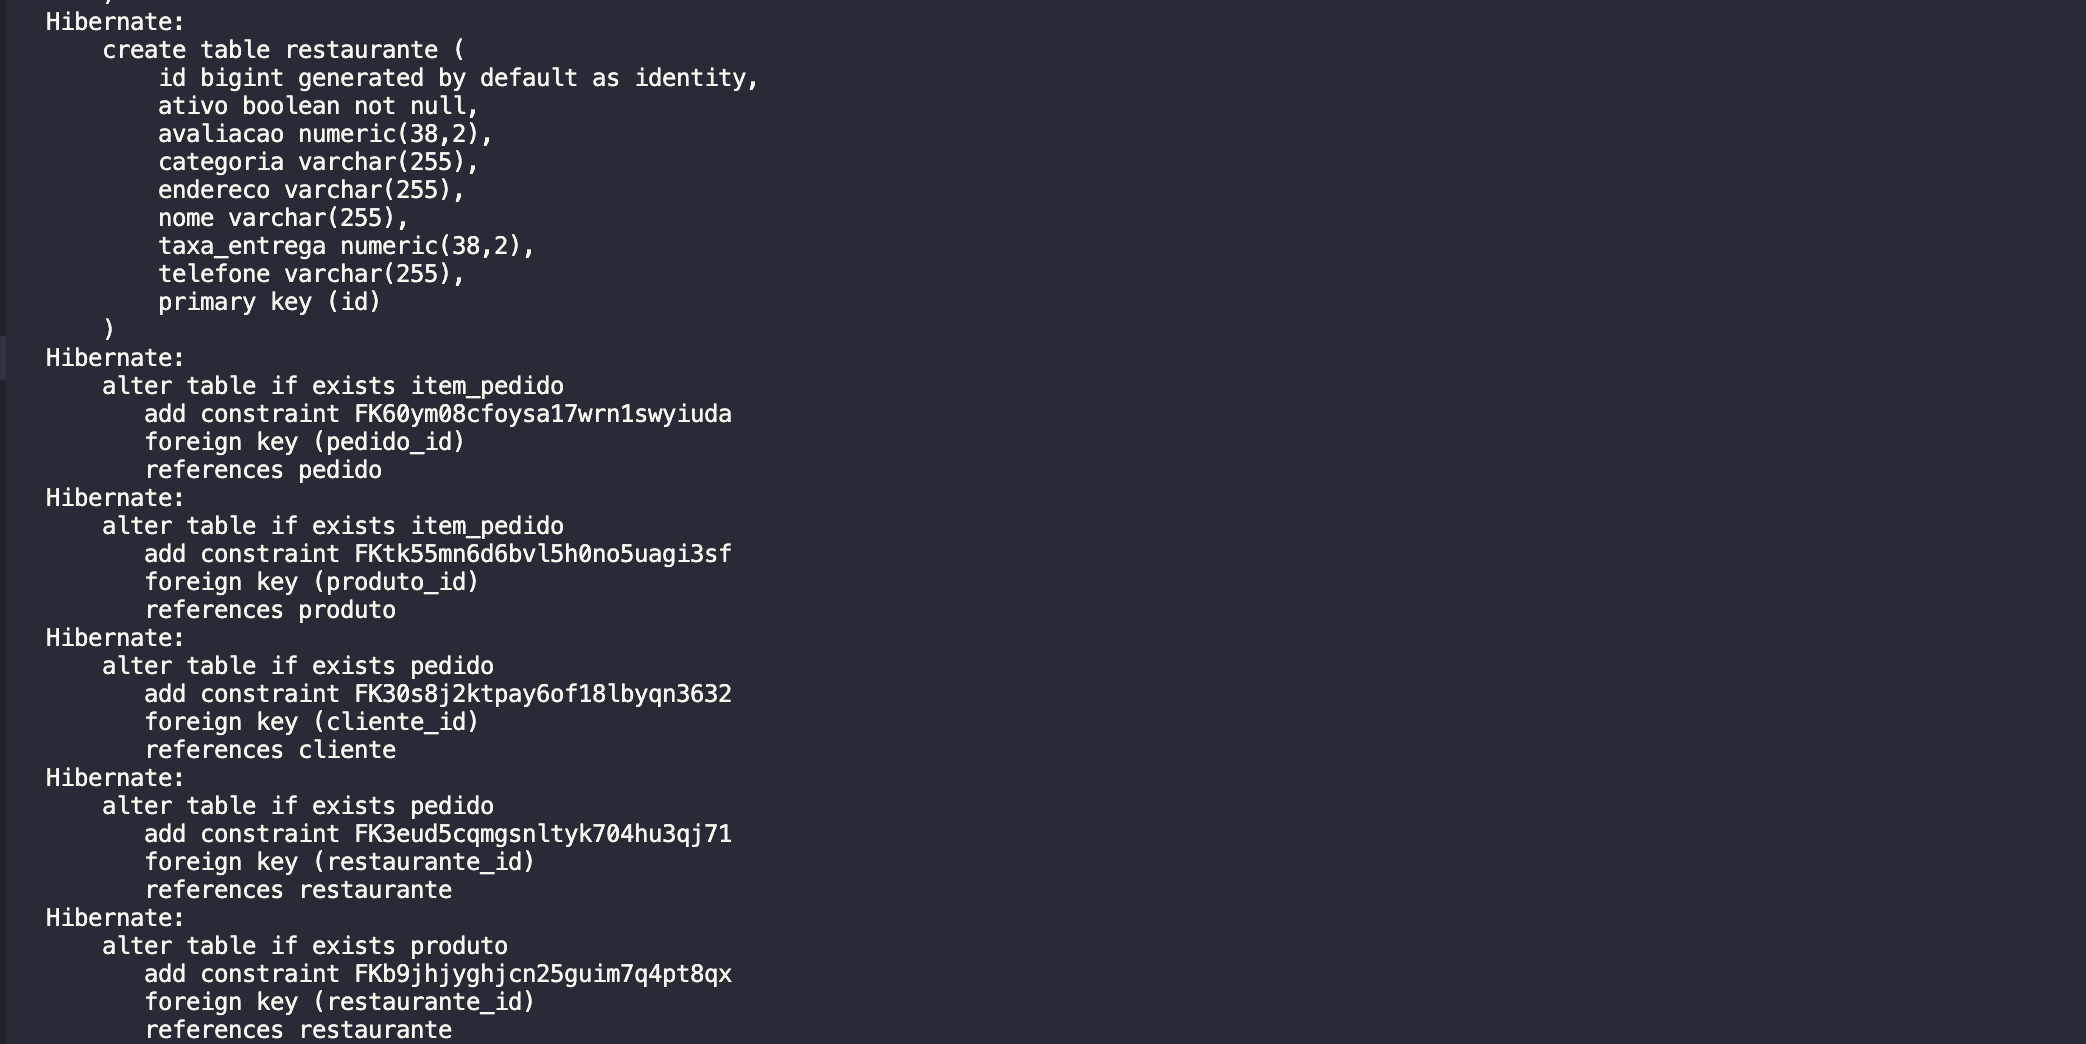 Hibernate:
create table restaurante (
id bigint generated by default as identity,
ativo boolean not null,
avaliacao numeric(38,2),
categoria varchar(255),
endereco varchar(255),
nome varchar(255),
taxa_entrega numeric(38,2),
telefone varchar(255),
primary key (id)
)
Hibernate:
alter table if exists item_pedido
add constraint FK60ym08cfoysa17wrn1swyiuda
foreign key (pedido_id)
references pedido
Hibernate:
alter table if exists item_pedido
add constraint FKtk55mn6d6bvl5h0no5uagi3sf
foreign key (produto_id)
references produto
Hibernate:
alter table if exists pedido
add constraint FK30s8j2ktpay6of18lbyqn3632
foreign key (cliente_id)
references cliente
Hibernate:
alter table if exists pedido
add constraint FK3eud5cqmgsnltyk704hu3qj71
foreign key (restaurante_id)
references restaurante
Hibernate:
alter table if exists produto
add constraint FKb9jhjyghjcn25guim7q4pt8qx
foreign key (restaurante_id)
references restaurante